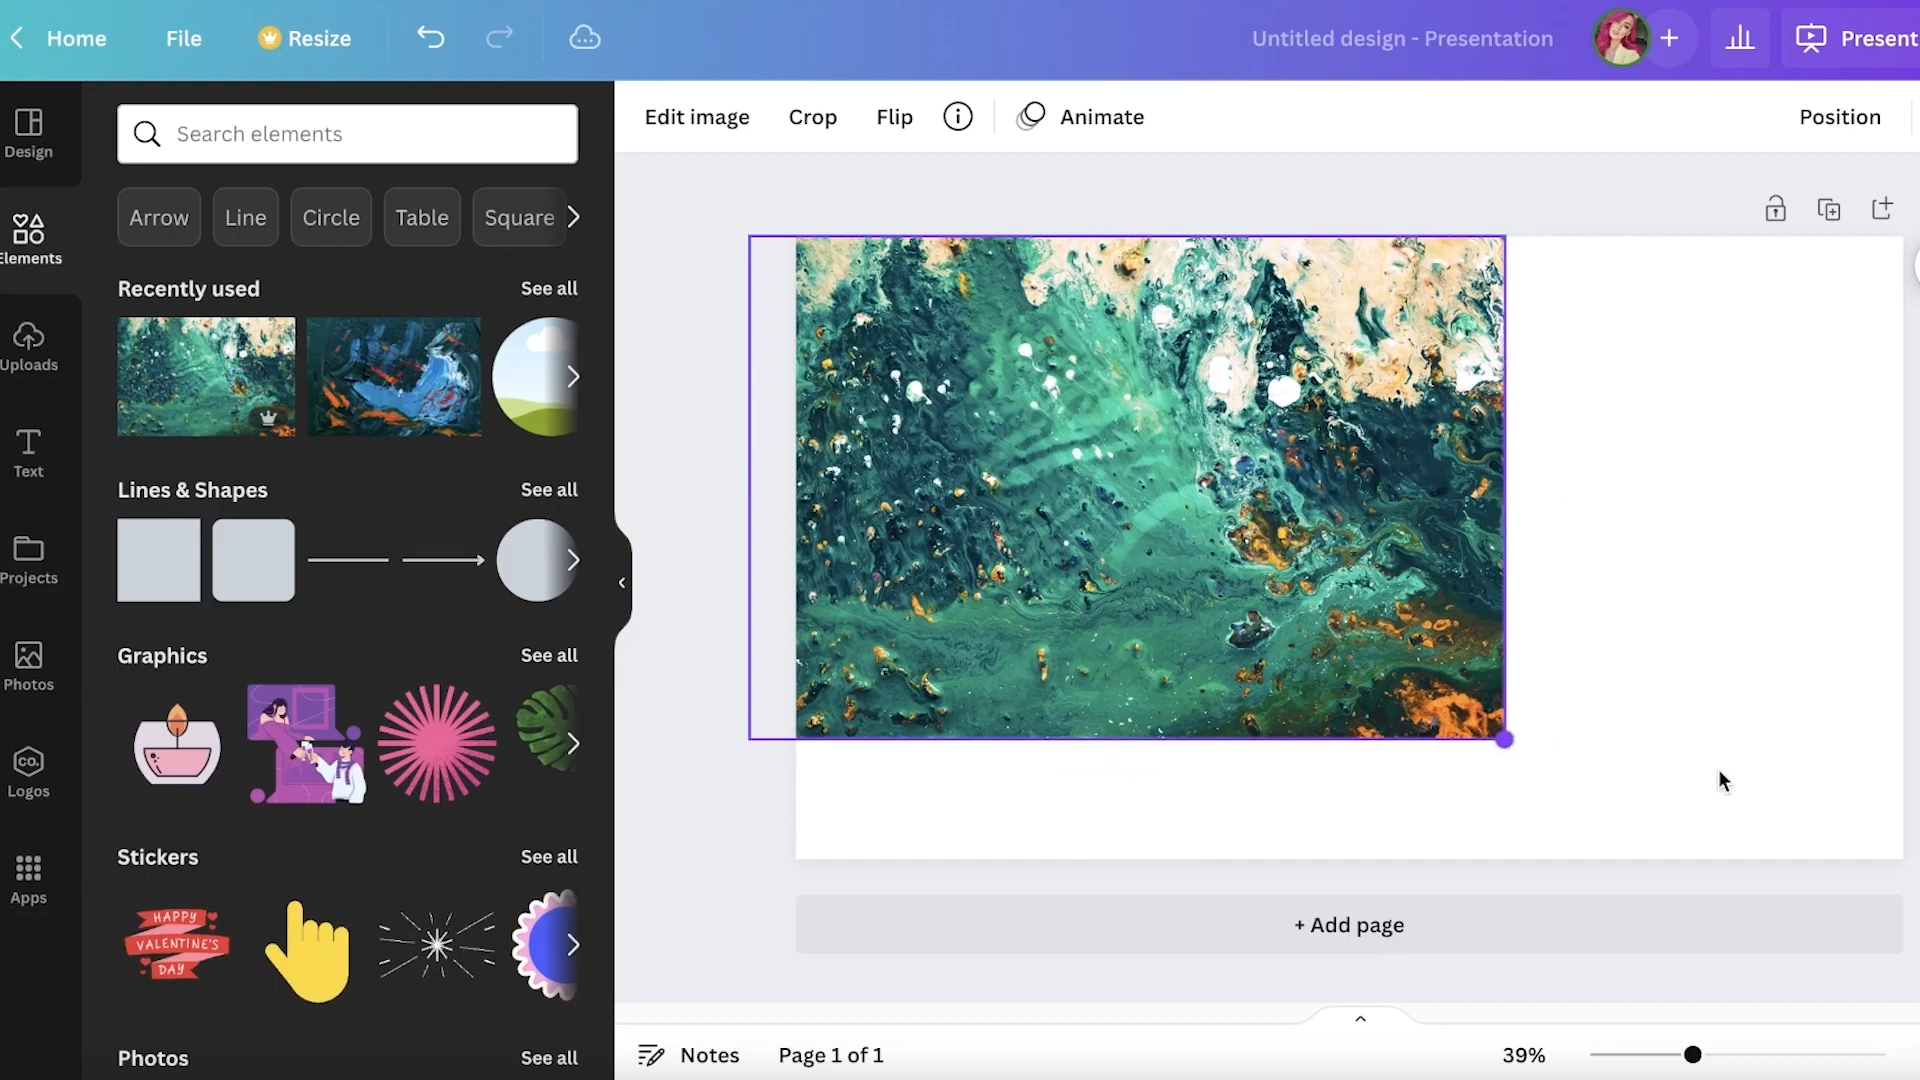 Home File Resize Untitled design - Presentation + Present
Design
Elements
Uploads
Text
Projects
Photos
CO.
Logos
Apps
Search elements
Arrow Line Circle Table Square
Recently used See all
Lines & Shapes See all
Graphics See all
Stickers See all
HAPPY
VALENTINE'S
DAY
Photos See all
Edit image Crop Flip Animate Position
+ Add page
Notes Page 1 of 1 39%